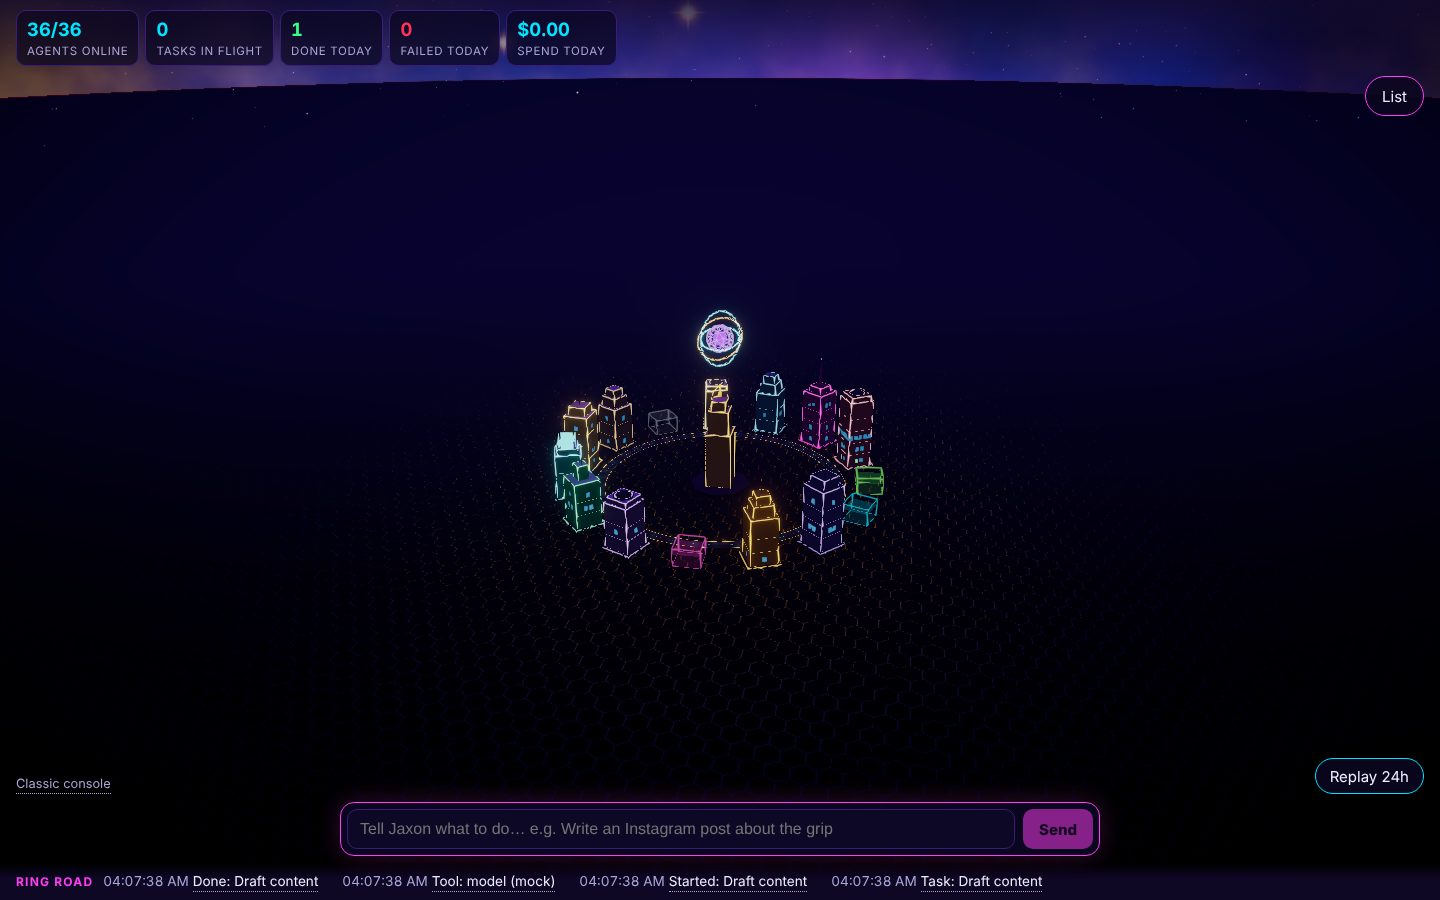 36/36
AGENTS ONLINE
0
TASKS IN FLIGHT
1
DONE TODAY
0
FAILED TODAY
$0.00
SPEND TODAY
List
Classic console
Replay 24h
Tell Jaxon what to do… e.g. Write an Instagram post about the grip
Send
RING ROAD 04:07:38 AM Done: Draft content 04:07:38 AM Tool: model (mock) 04:07:38 AM Started: Draft content 04:07:38 AM Task: Draft content